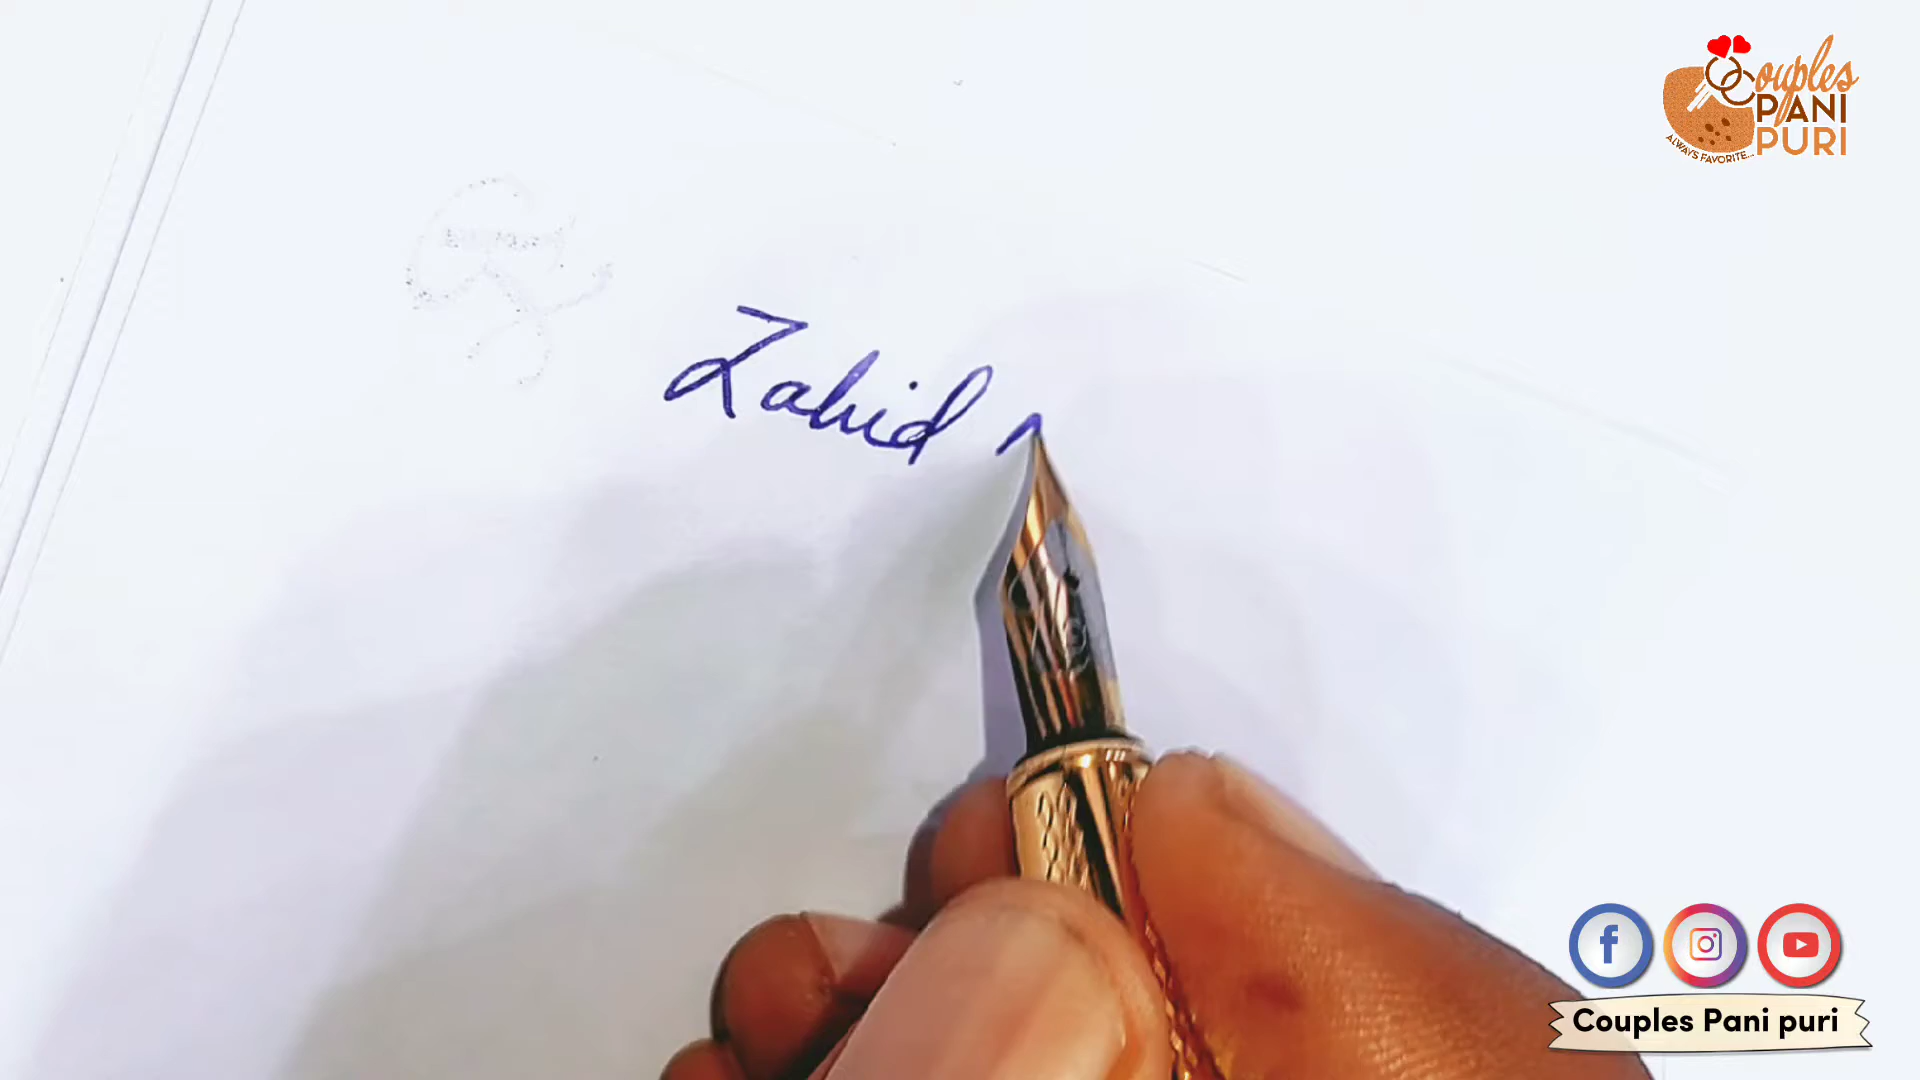 Couples
PANI
PURI
ALWAYS FAVORITE...
Zahid
Couples Pani puri